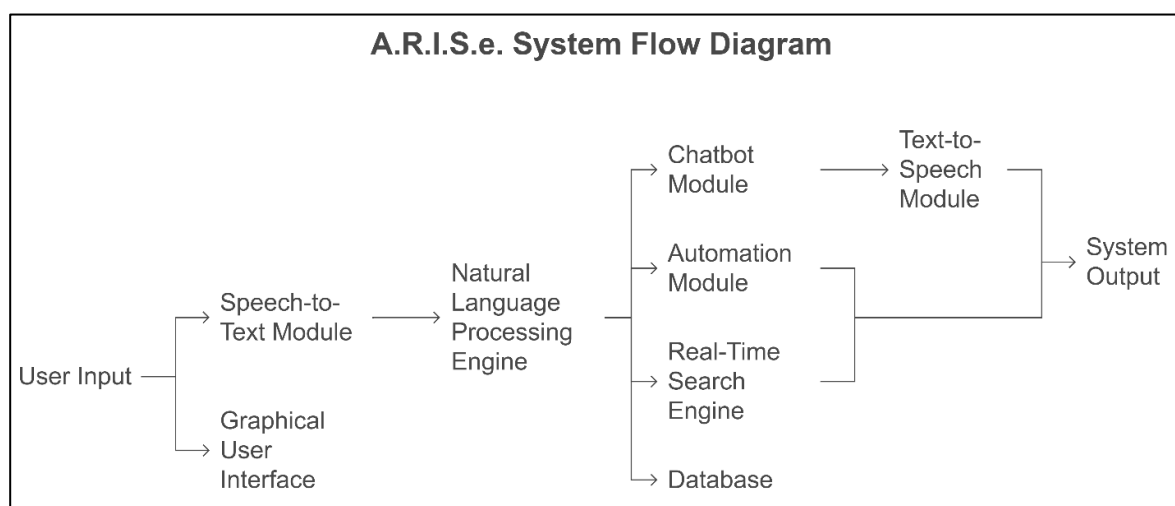 A.R.I.S.e. System Flow Diagram
User Input
Speech-to-
Text Module
Graphical
User
Interface
Natural
Language
Processing
Engine
Chatbot
Module
Automation
Module
Real-Time
Search
Engine
Database
Text-to-
Speech
Module
System
Output